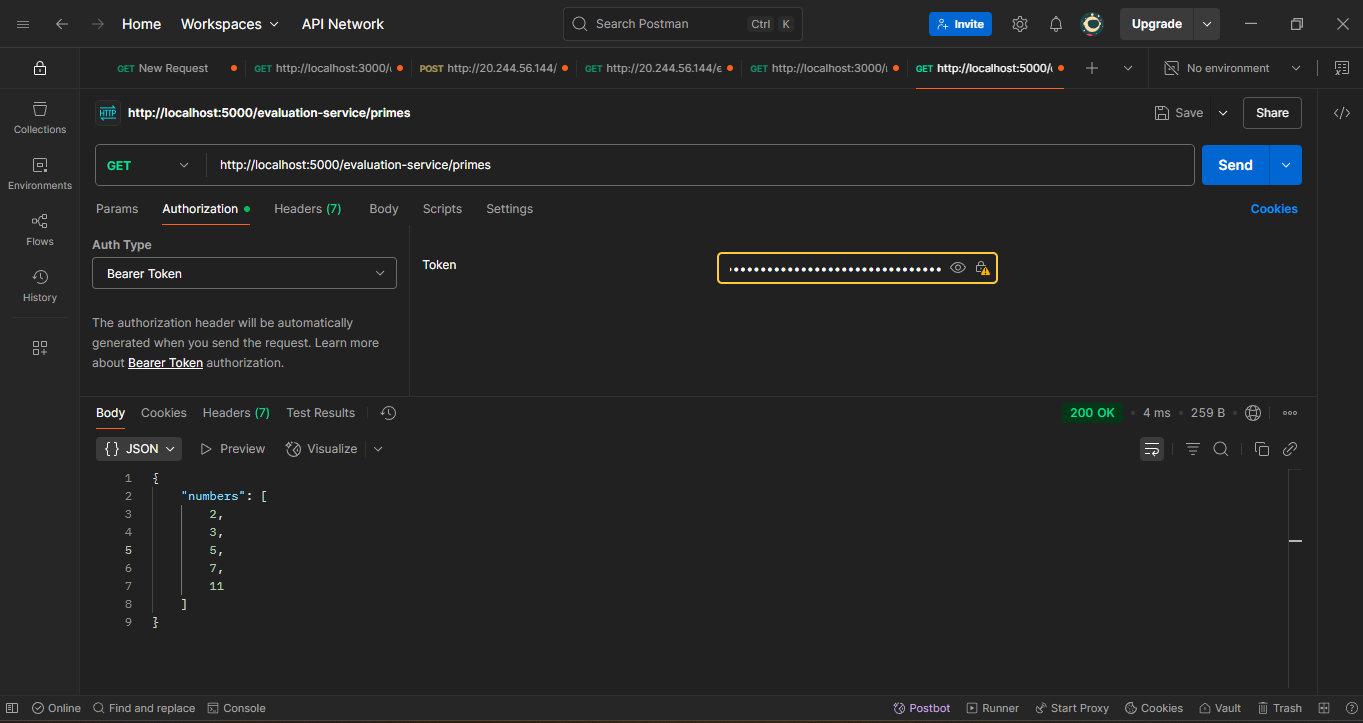 Home Workspaces API Network Search Postman Ctrl K Invite Upgrade
GET New Request GET http://localhost:3000/ POST http://20.244.56.144/ GET http://20.244.56.144/e GET http://localhost:3000/ GET http://localhost:5000/ No environment
HTTP http://localhost:5000/evaluation-service/primes Save Share
GET http://localhost:5000/evaluation-service/primes Send
Params Authorization Headers (7) Body Scripts Settings Cookies
Collections
Environments
Flows
History
Auth Type
Bearer Token
The authorization header will be automatically
generated when you send the request. Learn more
about Bearer Token authorization.
Token
Body Cookies Headers (7) Test Results 200 OK • 4 ms • 259 B
{ } JSON Preview Visualize
1 {
2 "numbers": [
3 2,
4 3,
5 5,
6 7,
7 11
8 ]
9 }
Online Find and replace Console Postbot Runner Start Proxy Cookies Vault Trash